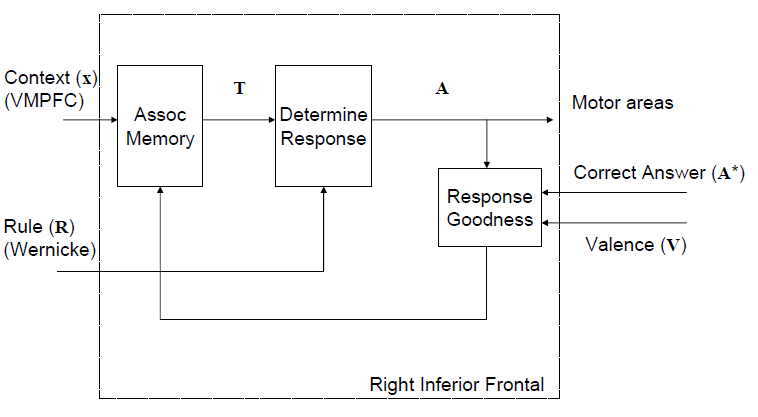 Context (x)
(VMPFC)
Assoc
Memory
T
Determine
Response
A
Motor areas
Correct Answer (A*)
Response
Goodness
Rule (R)
(Wernicke)
Valence (V)
Right Inferior Frontal